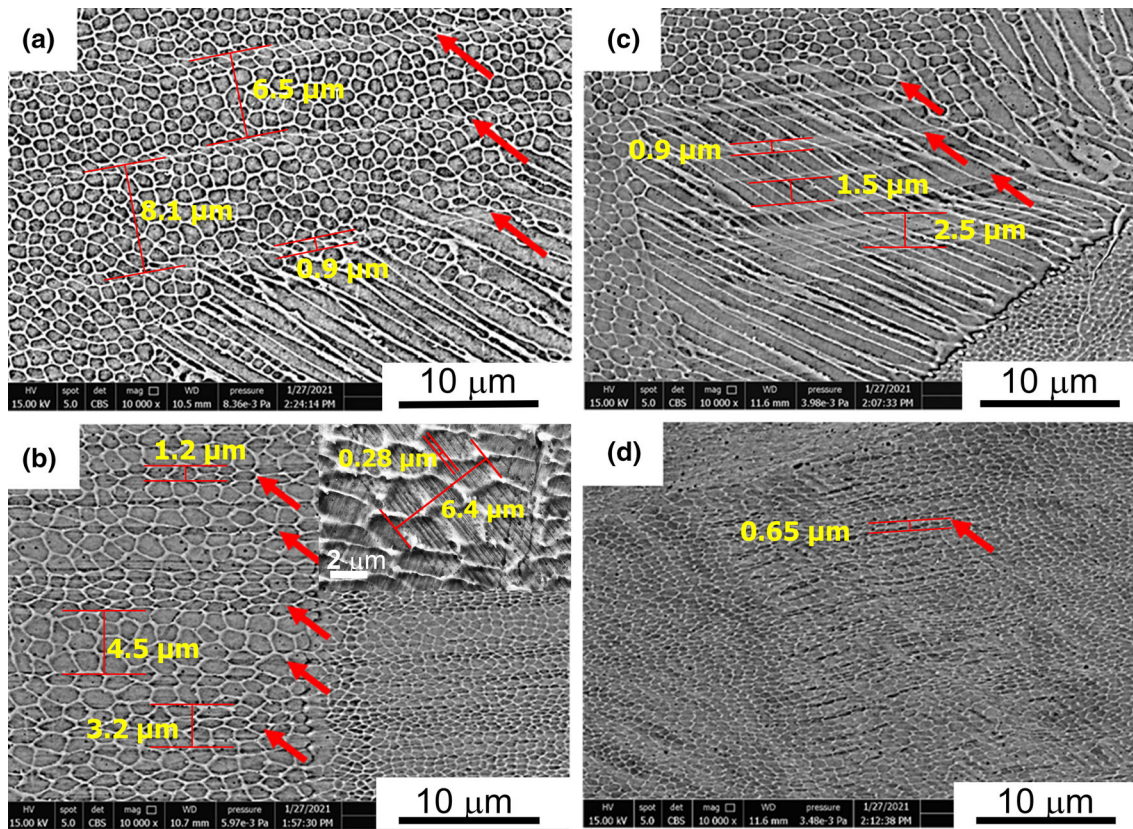 (a)
6.5 µm
8.1 µm
0.9 µm
HV spot det mag WD pressure 1/27/2021
15.00 kV 5.0 CBS 10 000 x 10.5 mm 8.36e-3 Pa 2:24:14 PM
10 µm
(c)
0.9 µm
1.5 µm
2.5 µm
HV spot det mag WD pressure 1/27/2021
15.00 kV 5.0 CBS 10 000 x 11.6 mm 3.98e-3 Pa 2:07:33 PM
10 µm
(b)
1.2 µm
0.28 µm
6.4 µm
2 µm
4.5 µm
3.2 µm
HV spot det mag WD pressure 1/27/2021
15.00 kV 5.0 CBS 10 000 x 10.7 mm 5.97e-3 Pa 1:57:30 PM
10 µm
(d)
0.65 µm
HV spot det mag WD pressure 1/27/2021
15.00 kV 5.0 CBS 10 000 x 11.6 mm 3.48e-3 Pa 2:12:38 PM
10 µm